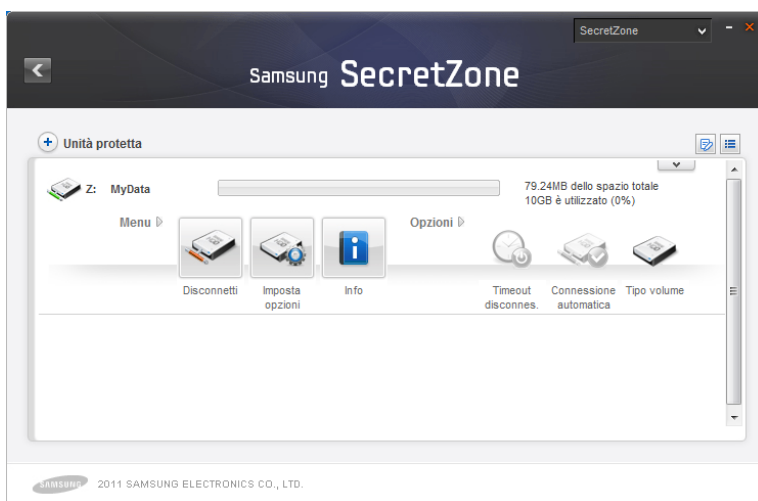 SecretZone
Samsung SecretZone
Unità protetta
Z: MyData
79.24MB dello spazio totale
10GB è utilizzato (0%)
Menu
Opzioni
Disconnetti
Imposta
opzioni
Info
Timeout
disconnes.
Connessione
automatica
Tipo volume
SAMSUNG
2011 SAMSUNG ELECTRONICS CO., LTD.